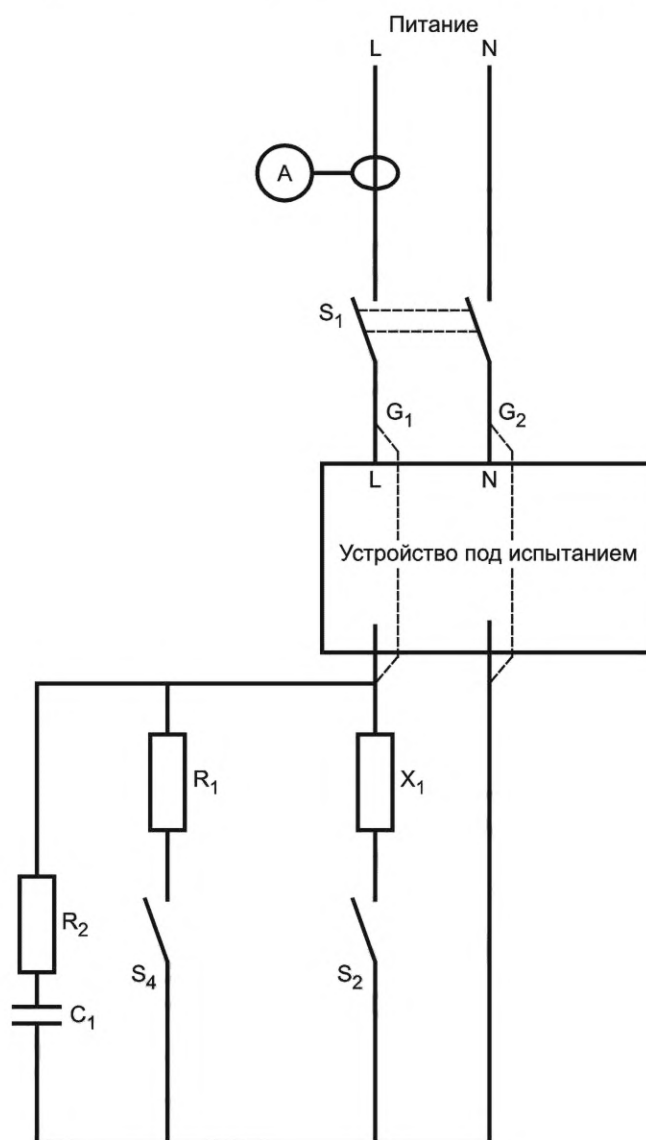 Питание
L N
A
S₁
G₁ G₂
L N
Устройство под испытанием
R₁ X₁
R₂
S₄ S₂
C₁